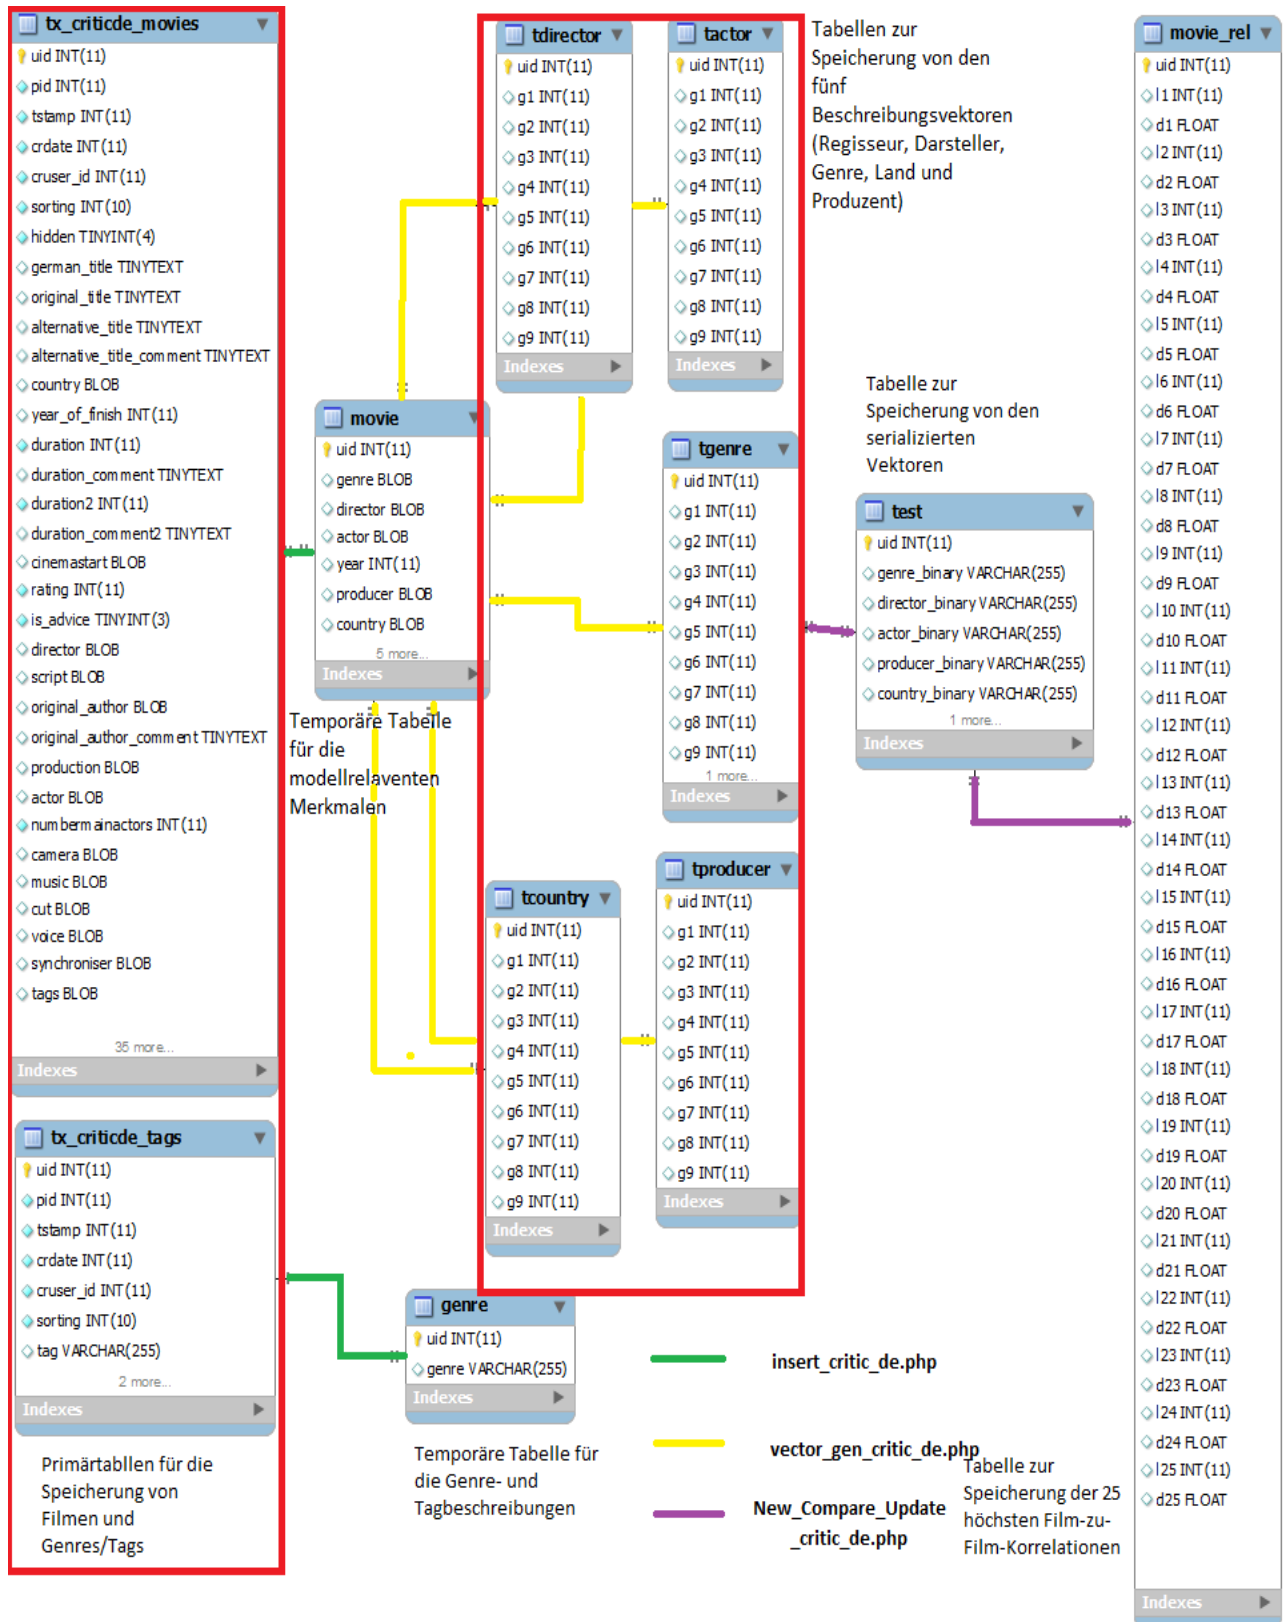 tx_criticde_movies
uid INT(11)
pid INT(11)
tstamp INT(11)
crdate INT(11)
cruser_id INT(11)
sorting INT(10)
hidden TINYINT(4)
german_title TINYTEXT
original_title TINYTEXT
alternative_title TINYTEXT
alternative_title_comment TINYTEXT
country BLOB
year_of_finish INT(11)
duration INT(11)
duration_comment TINYTEXT
duration2 INT(11)
duration_comment2 TINYTEXT
cinemastart BLOB
rating INT(11)
is_advice TINYINT(3)
director BLOB
script BLOB
original_author BLOB
original_author_comment TINYTEXT
production BLOB
actor BLOB
numbermainactors INT(11)
camera BLOB
music BLOB
cut BLOB
voice BLOB
synchroniser BLOB
tags BLOB
35 more...
Indexes
tx_criticde_tags
uid INT(11)
pid INT(11)
tstamp INT(11)
crdate INT(11)
cruser_id INT(11)
sorting INT(10)
tag VARCHAR(255)
2 more...
Indexes
Primärtabllen für die
Speicherung von
Filmen und
Genres/Tags
movie
uid INT(11)
genre BLOB
director BLOB
actor BLOB
year INT(11)
producer BLOB
country BLOB
5 more...
Indexes
Temporäre Tabelle
für die
modellrelaventen
Merkmalen
tdirector
uid INT(11)
g1 INT(11)
g2 INT(11)
g3 INT(11)
g4 INT(11)
g5 INT(11)
g6 INT(11)
g7 INT(11)
g8 INT(11)
g9 INT(11)
Indexes
tactor
uid INT(11)
g1 INT(11)
g2 INT(11)
g3 INT(11)
g4 INT(11)
g5 INT(11)
g6 INT(11)
g7 INT(11)
g8 INT(11)
g9 INT(11)
Indexes
Tabellen zur
Speicherung von den
fünf
Beschreibungsvektoren
(Regisseur, Darsteller,
Genre, Land und
Produzent)
tgenre
uid INT(11)
g1 INT(11)
g2 INT(11)
g3 INT(11)
g4 INT(11)
g5 INT(11)
g6 INT(11)
g7 INT(11)
g8 INT(11)
g9 INT(11)
1 more...
Indexes
tcountry
uid INT(11)
g1 INT(11)
g2 INT(11)
g3 INT(11)
g4 INT(11)
g5 INT(11)
g6 INT(11)
g7 INT(11)
g8 INT(11)
g9 INT(11)
Indexes
tproducer
uid INT(11)
g1 INT(11)
g2 INT(11)
g3 INT(11)
g4 INT(11)
g5 INT(11)
g6 INT(11)
g7 INT(11)
g8 INT(11)
g9 INT(11)
Indexes
genre
uid INT(11)
genre VARCHAR(255)
Indexes
Temporäre Tabelle für
die Genre- und
Tagbeschreibungen
Tabelle zur
Speicherung von den
serializierten
Vektoren
test
uid INT(11)
genre_binary VARCHAR(255)
director_binary VARCHAR(255)
actor_binary VARCHAR(255)
producer_binary VARCHAR(255)
country_binary VARCHAR(255)
1 more...
Indexes
insert_critic_de.php
vector_gen_critic_de.php
New_Compare_Update
_critic_de.php
Tabelle zur
Speicherung der 25
höchsten Film-zu-
Film-Korrelationen
movie_rel
uid INT(11)
l1 INT(11)
d1 FLOAT
l2 INT(11)
d2 FLOAT
l3 INT(11)
d3 FLOAT
l4 INT(11)
d4 FLOAT
l5 INT(11)
d5 FLOAT
l6 INT(11)
d6 FLOAT
l7 INT(11)
d7 FLOAT
l8 INT(11)
d8 FLOAT
l9 INT(11)
d9 FLOAT
l10 INT(11)
d10 FLOAT
l11 INT(11)
d11 FLOAT
l12 INT(11)
d12 FLOAT
l13 INT(11)
d13 FLOAT
l14 INT(11)
d14 FLOAT
l15 INT(11)
d15 FLOAT
l16 INT(11)
d16 FLOAT
l17 INT(11)
d17 FLOAT
l18 INT(11)
d18 FLOAT
l19 INT(11)
d19 FLOAT
l20 INT(11)
d20 FLOAT
l21 INT(11)
d21 FLOAT
l22 INT(11)
d22 FLOAT
l23 INT(11)
d23 FLOAT
l24 INT(11)
d24 FLOAT
l25 INT(11)
d25 FLOAT
Indexes